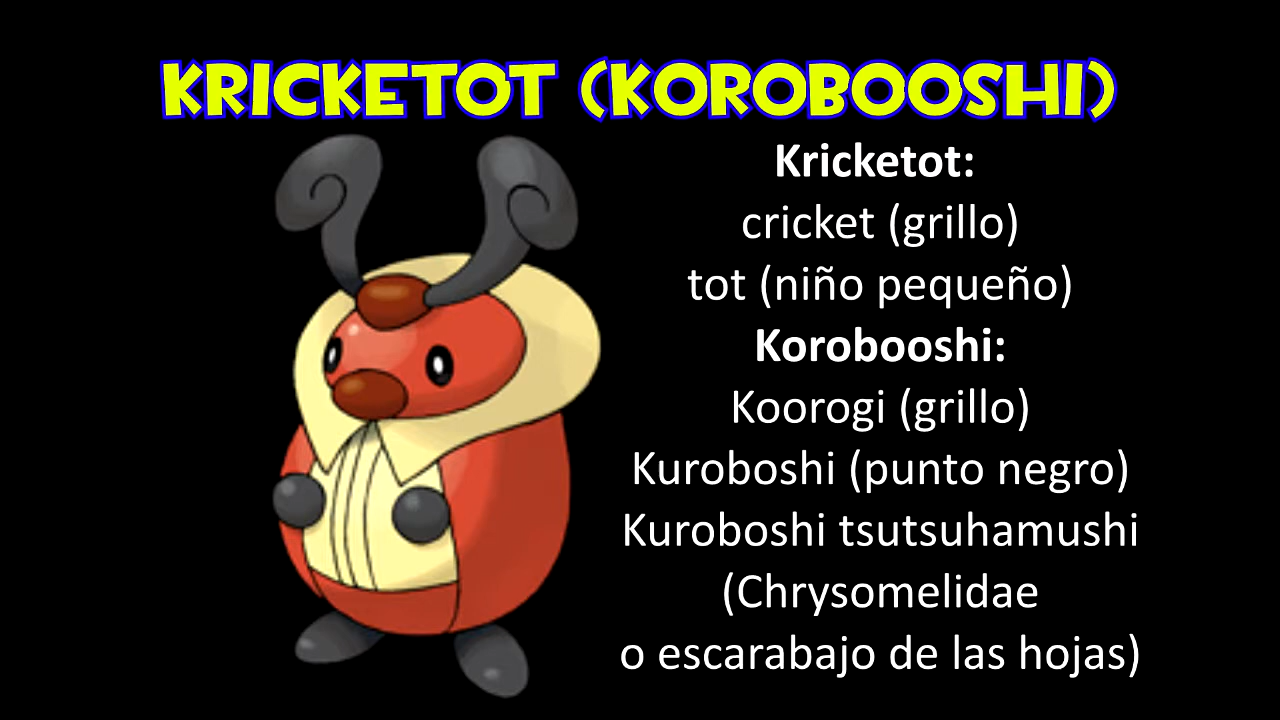 KRICKETOT (KOROBOOSHI)
Kricketot:
cricket (grillo)
tot (niño pequeño)
Korobooshi:
Koorogi (grillo)
Kuroboshi (punto negro)
Kuroboshi tsutsuhamushi
(Chrysomelidae
o escarabajo de las hojas)